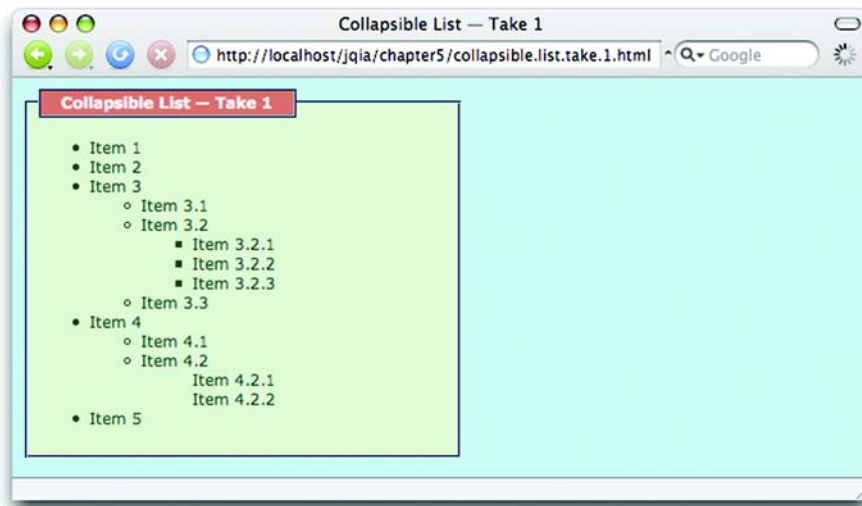 Collapsible List — Take 1
http://localhost/jqia/chapter5/collapsible.list.take.1.html
Google
Collapsible List — Take 1
Item 1
Item 2
Item 3
Item 3.1
Item 3.2
Item 3.2.1
Item 3.2.2
Item 3.2.3
Item 3.3
Item 4
Item 4.1
Item 4.2
Item 4.2.1
Item 4.2.2
Item 5